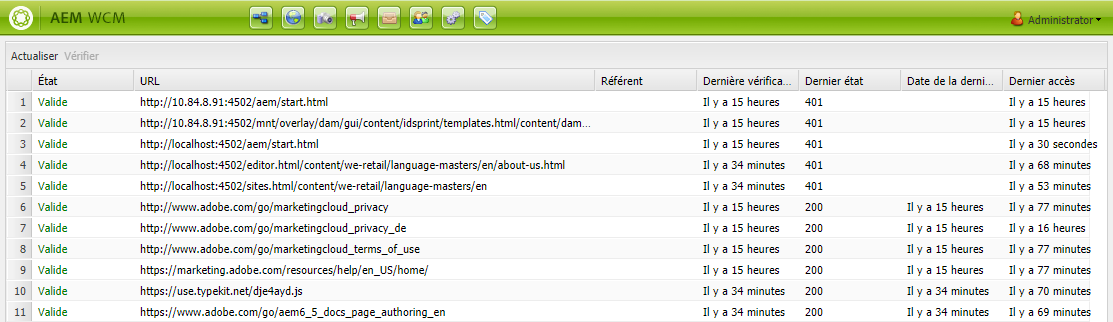 AEM WCM Administrator
Actualiser Vérifier
État URL Référent Dernière vérifica... Dernier état Date de la derni... Dernier accès
1 Valide http://10.84.8.91:4502/aem/start.html Il y a 15 heures 401 Il y a 15 heures
2 Valide http://10.84.8.91:4502/mnt/overlay/dam/gui/content/idsprint/templates.html/content/dam... Il y a 15 heures 401 Il y a 15 heures
3 Valide http://localhost:4502/aem/start.html Il y a 15 heures 401 Il y a 30 secondes
4 Valide http://localhost:4502/editor.html/content/we-retail/language-masters/en/about-us.html Il y a 34 minutes 401 Il y a 68 minutes
5 Valide http://localhost:4502/sites.html/content/we-retail/language-masters/en Il y a 34 minutes 401 Il y a 53 minutes
6 Valide http://www.adobe.com/go/marketingcloud_privacy Il y a 15 heures 200 Il y a 15 heures Il y a 77 minutes
7 Valide http://www.adobe.com/go/marketingcloud_privacy_de Il y a 15 heures 200 Il y a 15 heures Il y a 16 heures
8 Valide http://www.adobe.com/go/marketingcloud_terms_of_use Il y a 15 heures 200 Il y a 15 heures Il y a 77 minutes
9 Valide https://marketing.adobe.com/resources/help/en_US/home/ Il y a 15 heures 200 Il y a 15 heures Il y a 77 minutes
10 Valide https://use.typekit.net/dje4ayd.js Il y a 34 minutes 200 Il y a 34 minutes Il y a 70 minutes
11 Valide https://www.adobe.com/go/aem6_5_docs_page_authoring_en Il y a 34 minutes 200 Il y a 34 minutes Il y a 69 minutes